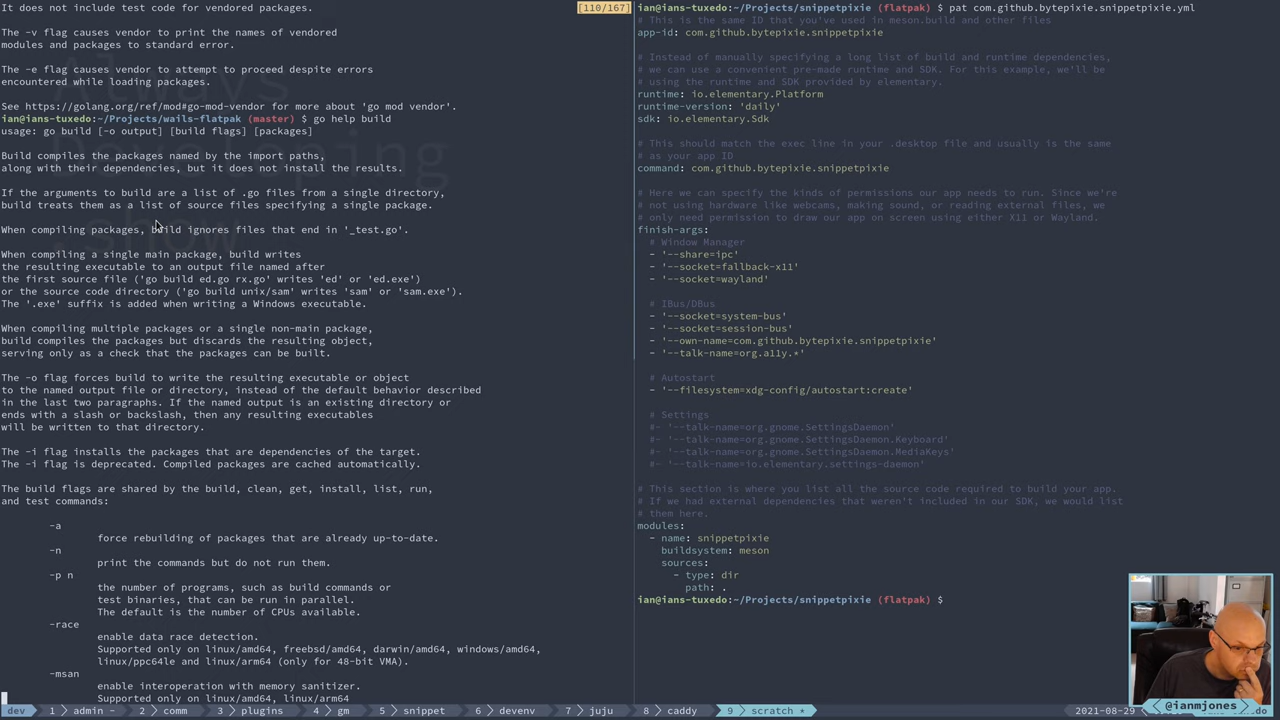 It does not include test code for vendored packages.
[110/167]
The -v flag causes vendor to print the names of vendored
modules and packages to standard error.
The -e flag causes vendor to attempt to proceed despite errors
encountered while loading packages.
See https://golang.org/ref/mod#go-mod-vendor for more about 'go mod vendor'.
ian@ians-tuxedo:~/Projects/wails-flatpak (master) $ go help build
usage: go build [-o output] [build flags] [packages]
Build compiles the packages named by the import paths,
along with their dependencies, but it does not install the results.
If the arguments to build are a list of .go files from a single directory,
build treats them as a list of source files specifying a single package.
When compiling packages, build ignores files that end in '_test.go'.
When compiling a single main package, build writes
the resulting executable to an output file named after
the first source file ('go build ed.go rx.go' writes 'ed' or 'ed.exe')
or the source code directory ('go build unix/sam' writes 'sam' or 'sam.exe').
The '.exe' suffix is added when writing a Windows executable.
When compiling multiple packages or a single non-main package,
build compiles the packages but discards the resulting object,
serving only as a check that the packages can be built.
The -o flag forces build to write the resulting executable or object
to the named output file or directory, instead of the default behavior described
in the last two paragraphs. If the named output is an existing directory or
ends with a slash or backslash, then any resulting executables
will be written to that directory.
The -i flag installs the packages that are dependencies of the target.
The -i flag is deprecated. Compiled packages are cached automatically.
The build flags are shared by the build, clean, get, install, list, run,
and test commands:
-a
force rebuilding of packages that are already up-to-date.
-n
print the commands but do not run them.
-p n
the number of programs, such as build commands or
test binaries, that can be run in parallel.
The default is the number of CPUs available.
-race
enable data race detection.
Supported only on linux/amd64, freebsd/amd64, darwin/amd64, windows/amd64,
linux/ppc64le and linux/arm64 (only for 48-bit VMA).
-msan
enable interoperation with memory sanitizer.
Supported only on linux/amd64, linux/arm64
Always
Developing
.show
ian@ians-tuxedo:~/Projects/snippetpixie (flatpak) $ pat com.github.bytepixie.snippetpixie.yml
# This is the same ID that you've used in meson.build and other files
app-id: com.github.bytepixie.snippetpixie
# Instead of manually specifying a long list of build and runtime dependencies,
# we can use a convenient pre-made runtime and SDK. For this example, we'll be
# using the runtime and SDK provided by elementary.
runtime: io.elementary.Platform
runtime-version: 'daily'
sdk: io.elementary.Sdk
# This should match the exec line in your .desktop file and usually is the same
# as your app ID
command: com.github.bytepixie.snippetpixie
# Here we can specify the kinds of permissions our app needs to run. Since we're
# not using hardware like webcams, making sound, or reading external files, we
# only need permission to draw our app on screen using either X11 or Wayland.
finish-args:
# Window Manager
- '--share=ipc'
- '--socket=fallback-x11'
- '--socket=wayland'
# IBus/DBus
- '--socket=system-bus'
- '--socket=session-bus'
- '--own-name=com.github.bytepixie.snippetpixie'
- '--talk-name=org.a11y.*'
# Autostart
- '--filesystem=xdg-config/autostart:create'
# Settings
#- '--talk-name=org.gnome.SettingsDaemon'
#- '--talk-name=org.gnome.SettingsDaemon.Keyboard'
#- '--talk-name=org.gnome.SettingsDaemon.MediaKeys'
#- '--talk-name=io.elementary.settings-daemon'
# This section is where you list all the source code required to build your app.
# If we had external dependencies that weren't included in our SDK, we would list
# them here.
modules:
- name: snippetpixie
buildsystem: meson
sources:
- type: dir
path: .
ian@ians-tuxedo:~/Projects/snippetpixie (flatpak) $
dev 1 admin - 2 comm 3 plugins 4 gm 5 snippet 6 devenv 7 juju 8 caddy 9 scratch * 2021-08-29
@ianmjones